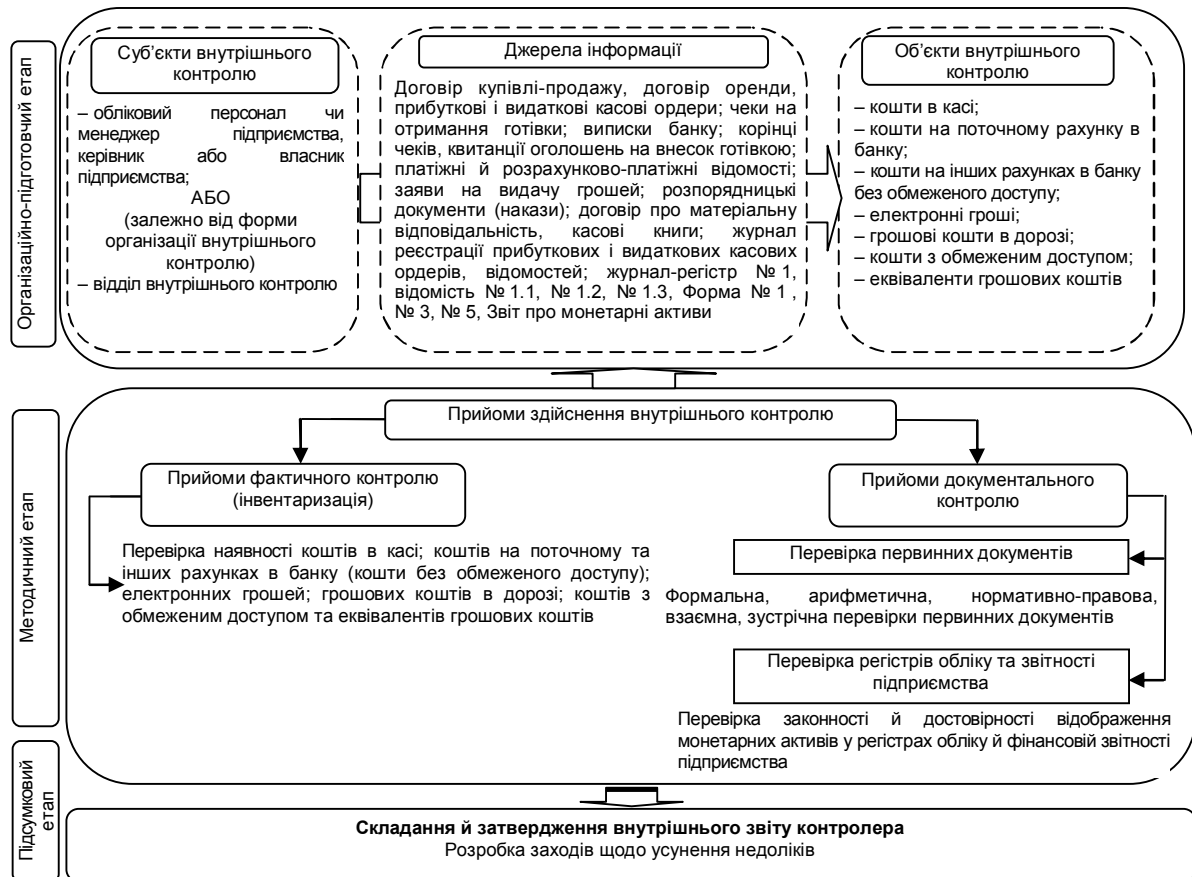 Організаційно-підготовчий етап
Суб’єкти внутрішнього
контролю
– обліковий персонал чи
менеджер підприємства,
керівник або власник
підприємства;
АБО
(залежно від форми
організації внутрішнього
контролю)
– відділ внутрішнього контролю
Джерела інформації
Договір купівлі-продажу, договір оренди,
прибуткові і видаткові касові ордери; чеки на
отримання готівки; виписки банку; корінці
чеків, квитанції оголошень на внесок готівкою;
платіжні й розрахунково-платіжні відомості;
заяви на видачу грошей; розпорядницькі
документи (накази); договір про матеріальну
відповідальність, касові книги; журнал
реєстрації прибуткових і видаткових касових
ордерів, відомостей; журнал-регістр № 1,
відомість № 1.1, № 1.2, № 1.3, Форма № 1 ,
№ 3, № 5, Звіт про монетарні активи
Об’єкти внутрішнього
контролю
– кошти в касі;
– кошти на поточному рахунку в
банку;
– кошти на інших рахунках в банку
без обмеженого доступу;
– електронні гроші;
– грошові кошти в дорозі;
– кошти з обмеженим доступом;
– еквіваленти грошових коштів
Методичний етап
Прийоми здійснення внутрішнього контролю
Прийоми фактичного контролю
(інвентаризація)
Перевірка наявності коштів в касі; коштів на поточному та
інших рахунках в банку (кошти без обмеженого доступу);
електронних грошей; грошових коштів в дорозі; коштів з
обмеженим доступом та еквівалентів грошових коштів
Прийоми документального
контролю
Перевірка первинних документів
Формальна, арифметична, нормативно-правова,
взаємна, зустрічна перевірки первинних документів
Перевірка регістрів обліку та звітності
підприємства
Перевірка законності й достовірності відображення
монетарних активів у регістрах обліку й фінансовій звітності
підприємства
Підсумковий
етап
Складання й затвердження внутрішнього звіту контролера
Розробка заходів щодо усунення недоліків